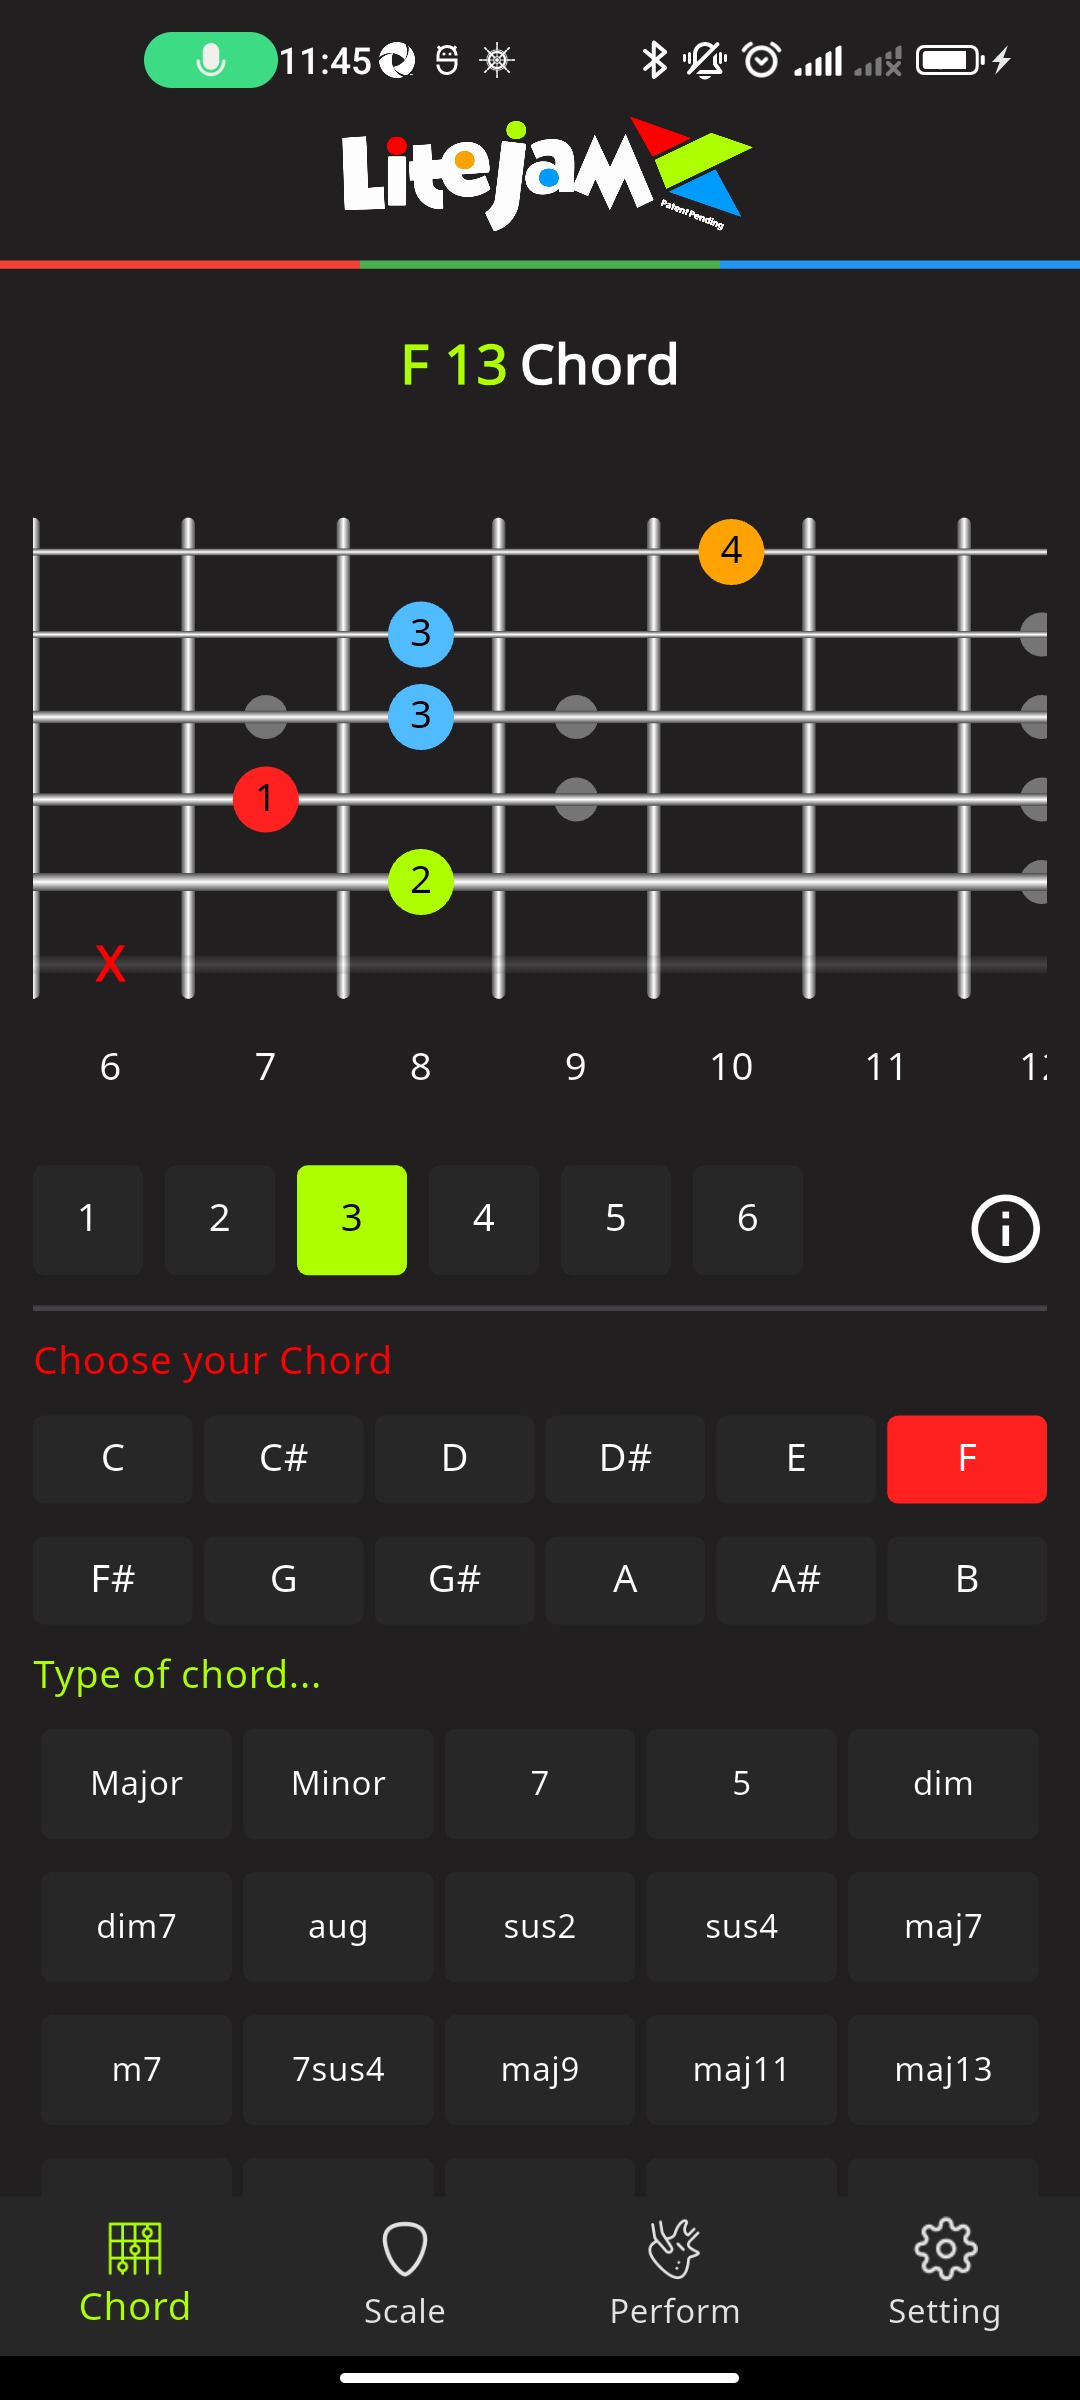 11:45
Litejam
Patent Pending
F 13 Chord
4
3
3
1
2
X
6 7 8 9 10 11
1 2 3 4 5 6
Choose your Chord
C C# D D# E F
F# G G# A A# B
Type of chord...
Major Minor 7 5 dim
dim7 aug sus2 sus4 maj7
m7 7sus4 maj9 maj11 maj13
Chord Scale Perform Setting